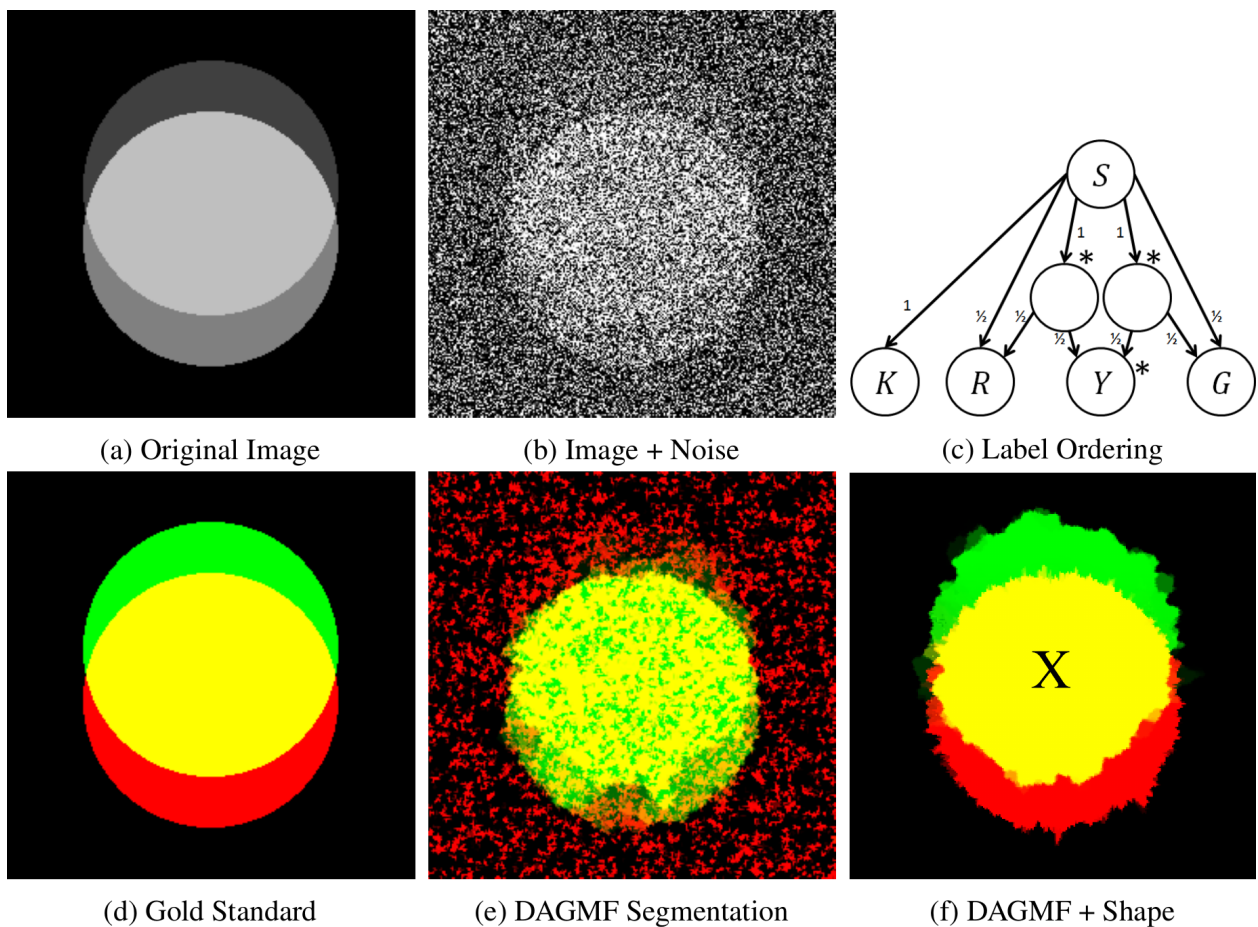 S
1 1 * *
1 ½ ½ ½ ½ ½ ½
K R Y * G
(a) Original Image (b) Image + Noise (c) Label Ordering
X
(d) Gold Standard (e) DAGMF Segmentation (f) DAGMF + Shape